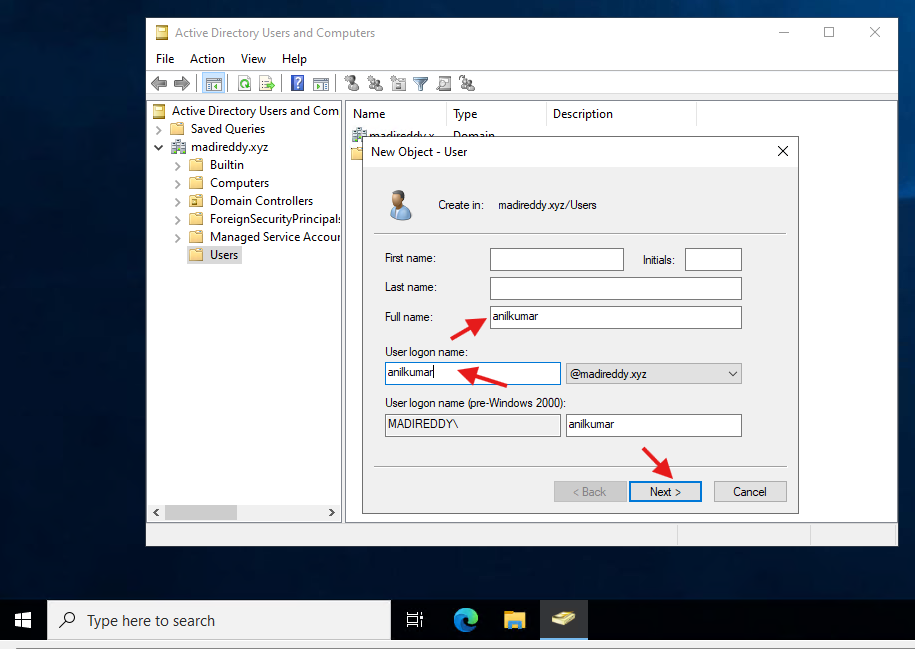 Active Directory Users and Computers
File Action View Help
Active Directory Users and Com
Saved Queries
madireddy.xyz
Builtin
Computers
Domain Controllers
ForeignSecurityPrincipals
Managed Service Accour
Users
Name Type Description
madireddy.x Domain
New Object - User
Create in: madireddy.xyz/Users
First name: Initials:
Last name:
Full name: anilkumar
User logon name:
anilkumar @madireddy.xyz
User logon name (pre-Windows 2000):
MADIREDDY\ anilkumar
< Back Next > Cancel
Type here to search